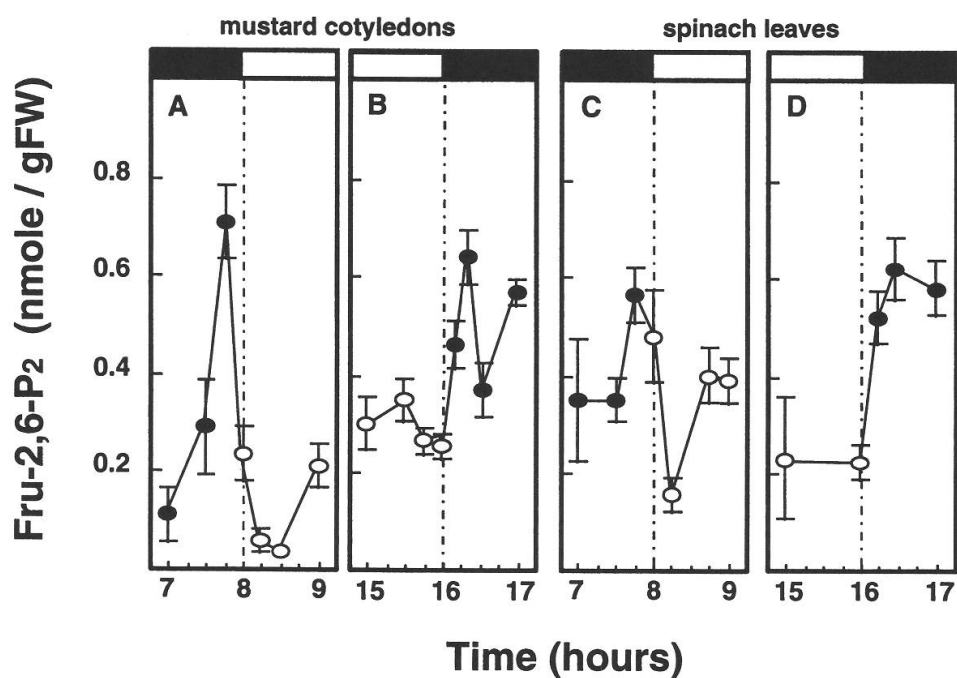 mustard cotyledons spinach leaves
A B C D
Fru-2,6-P2 (nmole / gFW)
0.8
0.6
0.4
0.2
7 8 9 15 16 17 7 8 9 15 16 17
Time (hours)